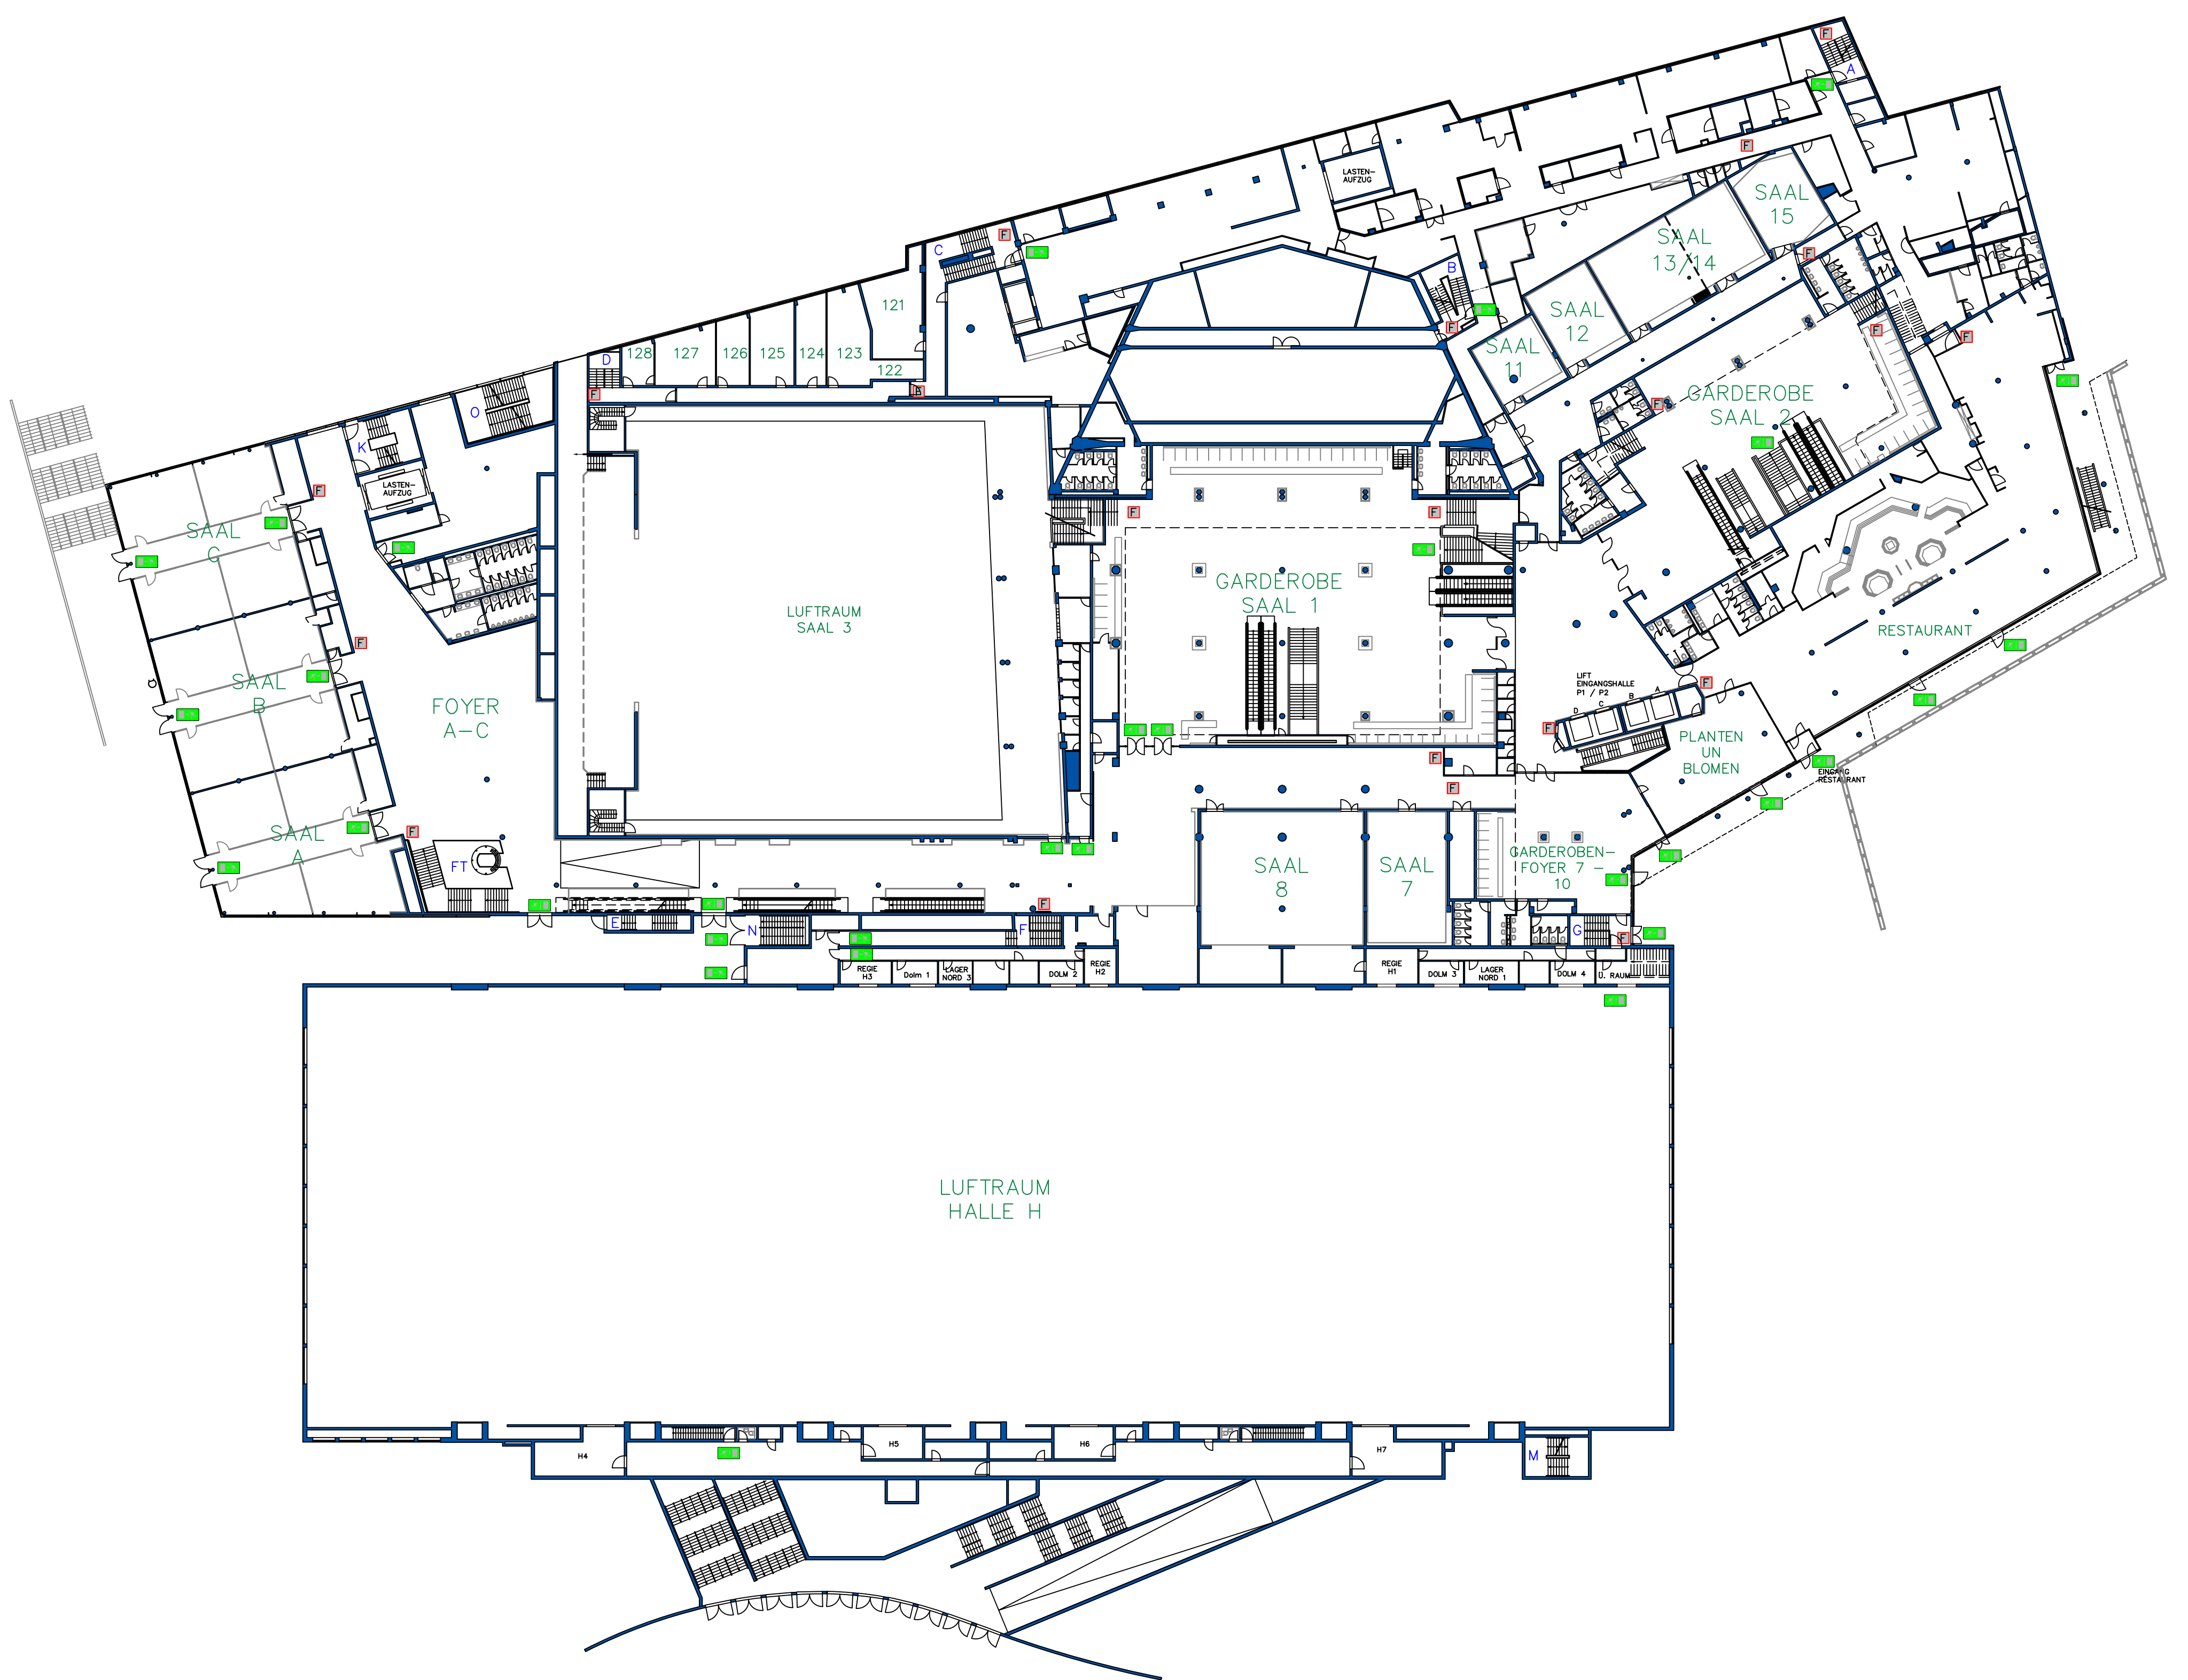 F
A
F
LASTEN-
AUFZUG
SAAL
15
F
C
F
SAAL
13/14
B
121
SAAL
12
F
F
F
SAAL
11
128
127
126
125
124
123
122
D
F
F
GARDEROBE
SAAL 2
F
O
K
LASTEN-
AUFZUG
F
F
F
SAAL
C
GARDEROBE
SAAL 1
LUFTRAUM
SAAL 3
RESTAURANT
F
SAAL
B
FOYER
A-C
LIFT
EINGANGSHALLE
P1 / P2
D
C
B
A
F
F
PLANTEN
UN
BLOMEN
EINGANG
RESTAURANT
F
F
SAAL
A
F
FT
SAAL
8
SAAL
7
GARDEROBEN-
FOYER 7 -
10
F
E
N
F
G
F
REGIE
H3
Dolm 1
LAGER
NORD 3
DOLM 2
REGIE
H2
REGIE
H1
DOLM 3
LAGER
NORD 1
DOLM 4
Ü. RAUM
LUFTRAUM
HALLE H
H4
H5
H6
H7
M